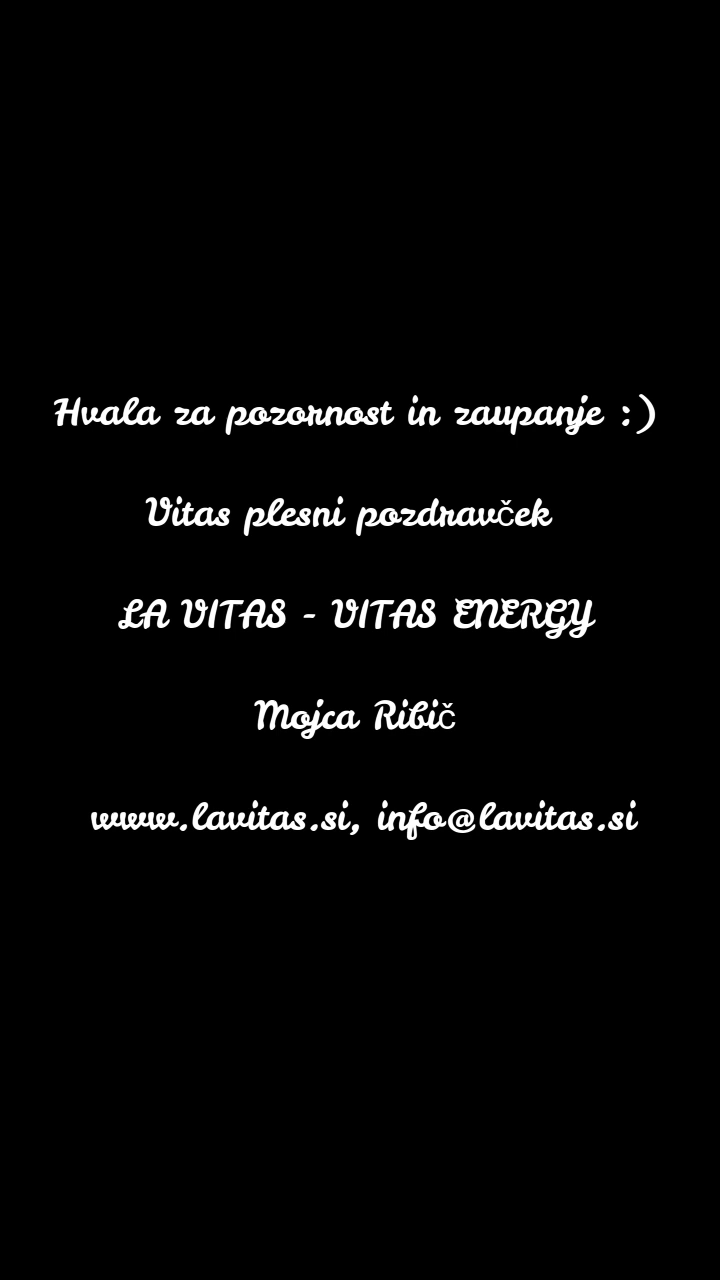 Hvala za pozornost in zaupanje :)
Vitas plesni pozdravček
LA VITAS - VITAS ENERGY
Mojca Ribič
www.lavitas.si, info@lavitas.si